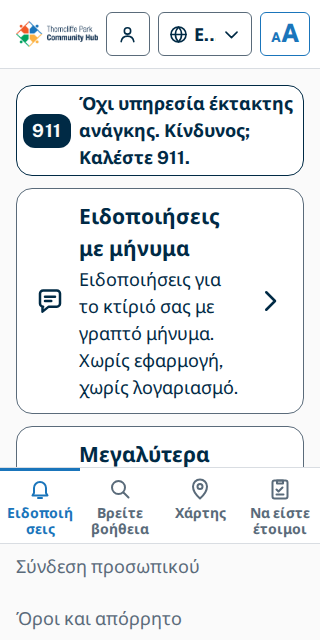 Thorncliffe Park
Community Hub
Ε..
AA
911
Όχι υπηρεσία έκτακτης
ανάγκης. Κίνδυνος;
Καλέστε 911.
Ειδοποιήσεις
με μήνυμα
Ειδοποιήσεις για
το κτίριό σας με
γραπτό μήνυμα.
Χωρίς εφαρμογή,
χωρίς λογαριασμό.
Μεγαλύτερα
Ειδοποιή
σεις
Βρείτε
βοήθεια
Χάρτης
Να είστε
έτοιμοι
Σύνδεση προσωπικού
Όροι και απόρρητο